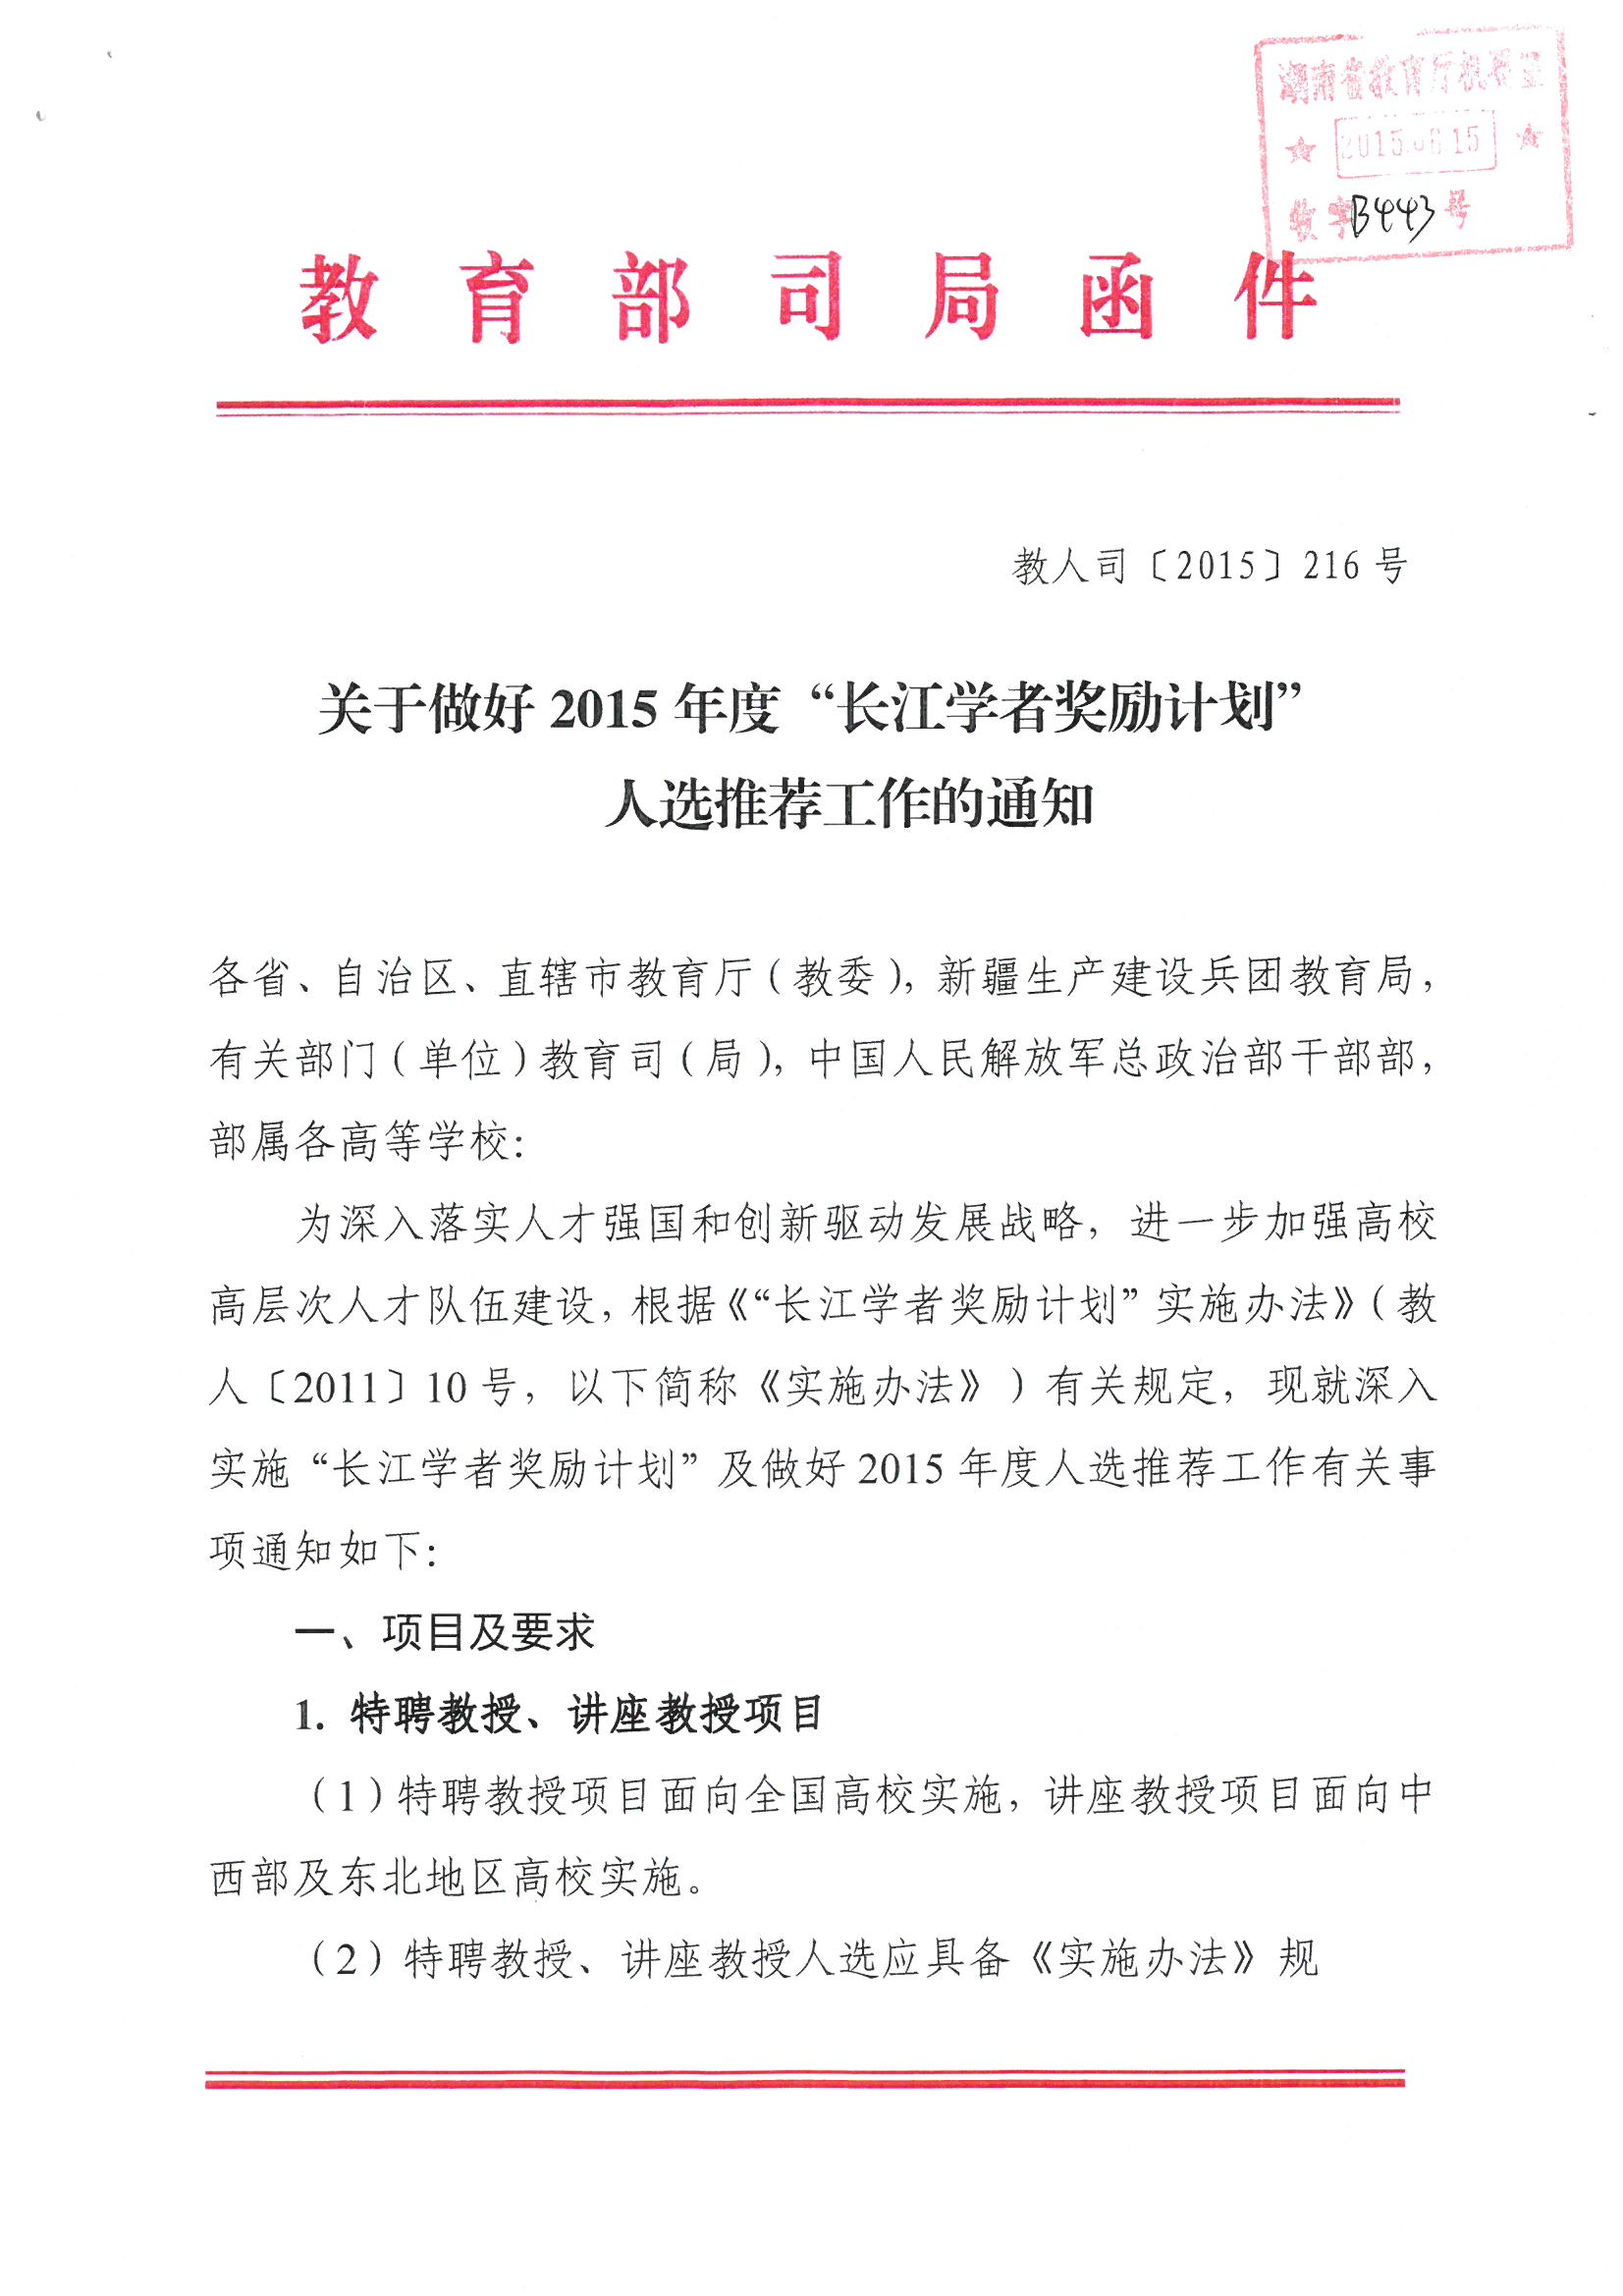 湖南省教育厅机要室
2015.06.15
收字B443号
教育部司局函件
教人司〔2015〕216号
关于做好2015年度“长江学者奖励计划”
人选推荐工作的通知
各省、自治区、直辖市教育厅（教委），新疆生产建设兵团教育局，
有关部门（单位）教育司（局），中国人民解放军总政治部干部部，
部属各高等学校：
为深入落实人才强国和创新驱动发展战略，进一步加强高校
高层次人才队伍建设，根据《“长江学者奖励计划”实施办法》（教
人〔2011〕10号，以下简称《实施办法》）有关规定，现就深入
实施“长江学者奖励计划”及做好2015年度人选推荐工作有关事
项通知如下：
一、项目及要求
1. 特聘教授、讲座教授项目
（1）特聘教授项目面向全国高校实施，讲座教授项目面向中
西部及东北地区高校实施。
（2）特聘教授、讲座教授人选应具备《实施办法》规